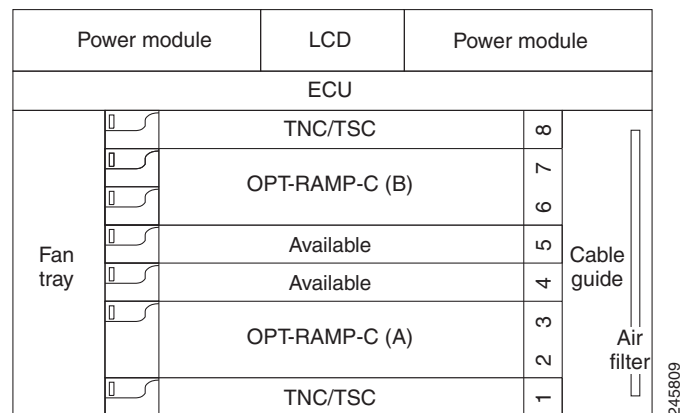 Power module
LCD
Power module
ECU
TNC/TSC
8
OPT-RAMP-C (B)
7
6
Available
5
Available
4
OPT-RAMP-C (A)
3
2
TNC/TSC
1
Fan
tray
Cable
guide
Air
filter
245809